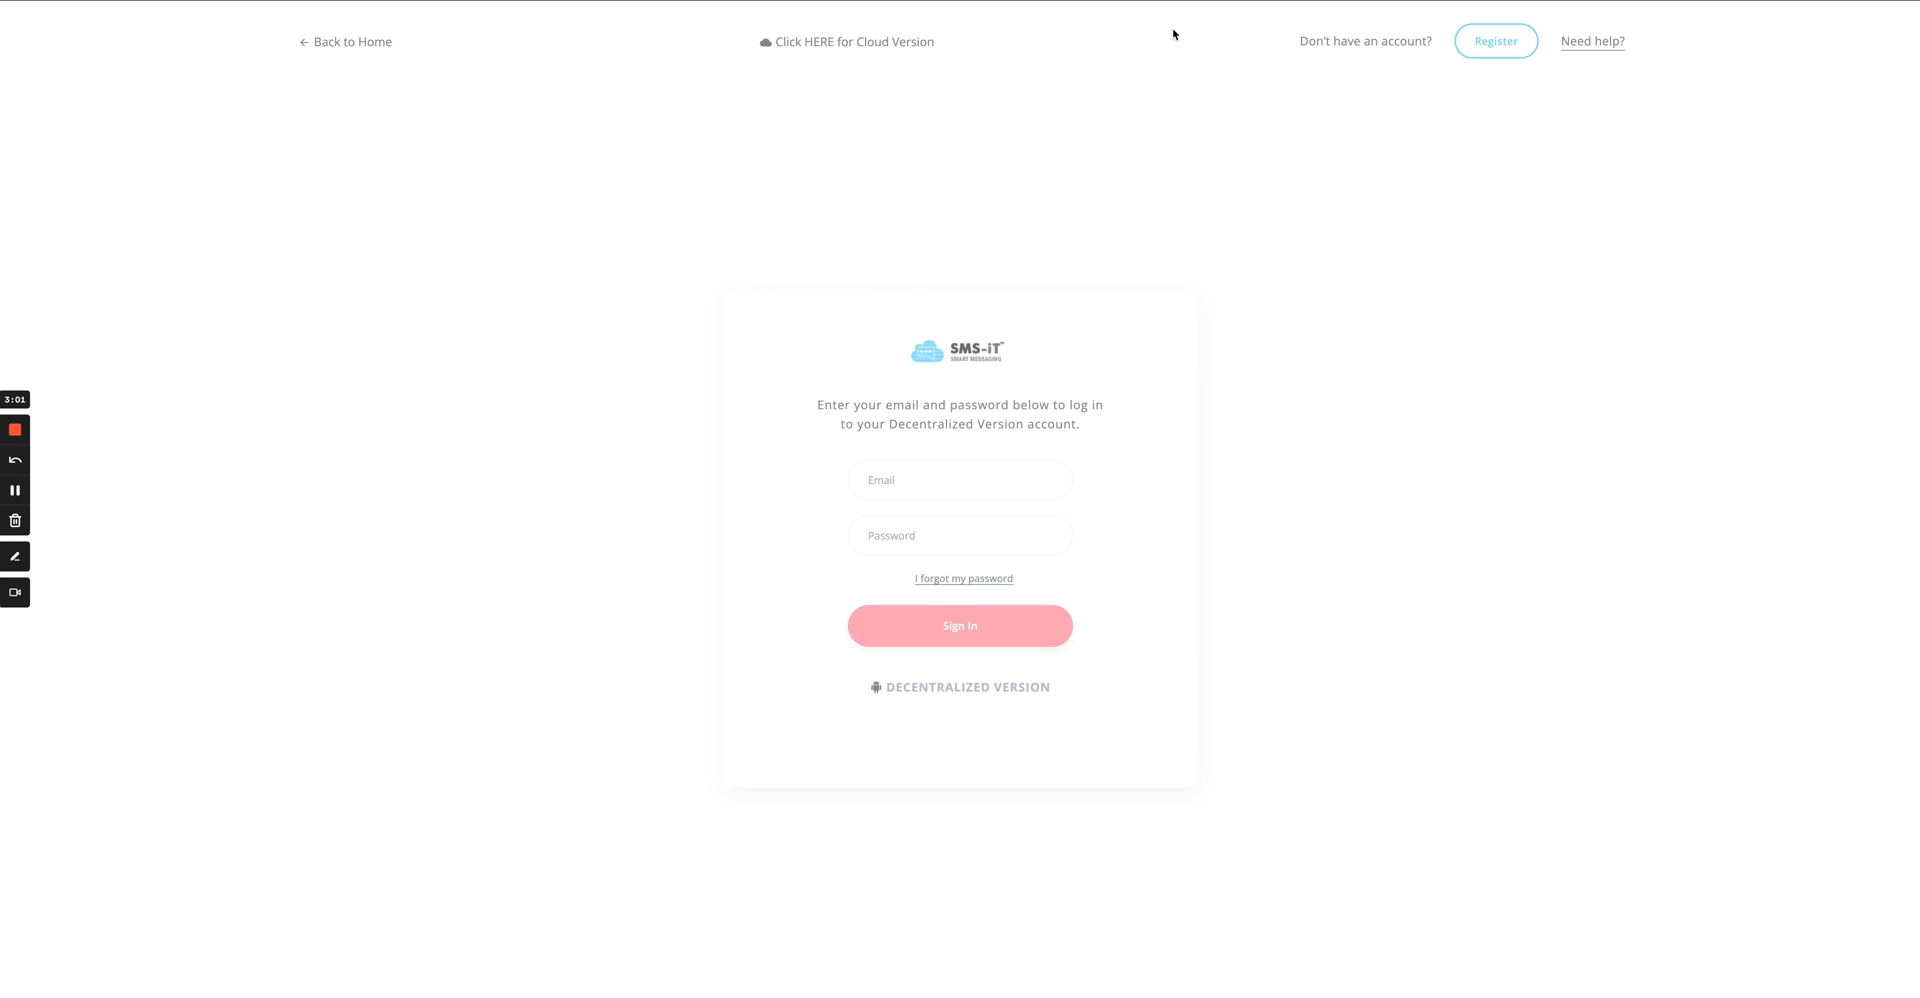 Back to Home
Click HERE for Cloud Version
Don't have an account?
Register
Need help?
SMS-iT™
SMART MESSAGING
Enter your email and password below to log in
to your Decentralized Version account.
Email
Password
I forgot my password
Sign In
DECENTRALIZED VERSION
3:01